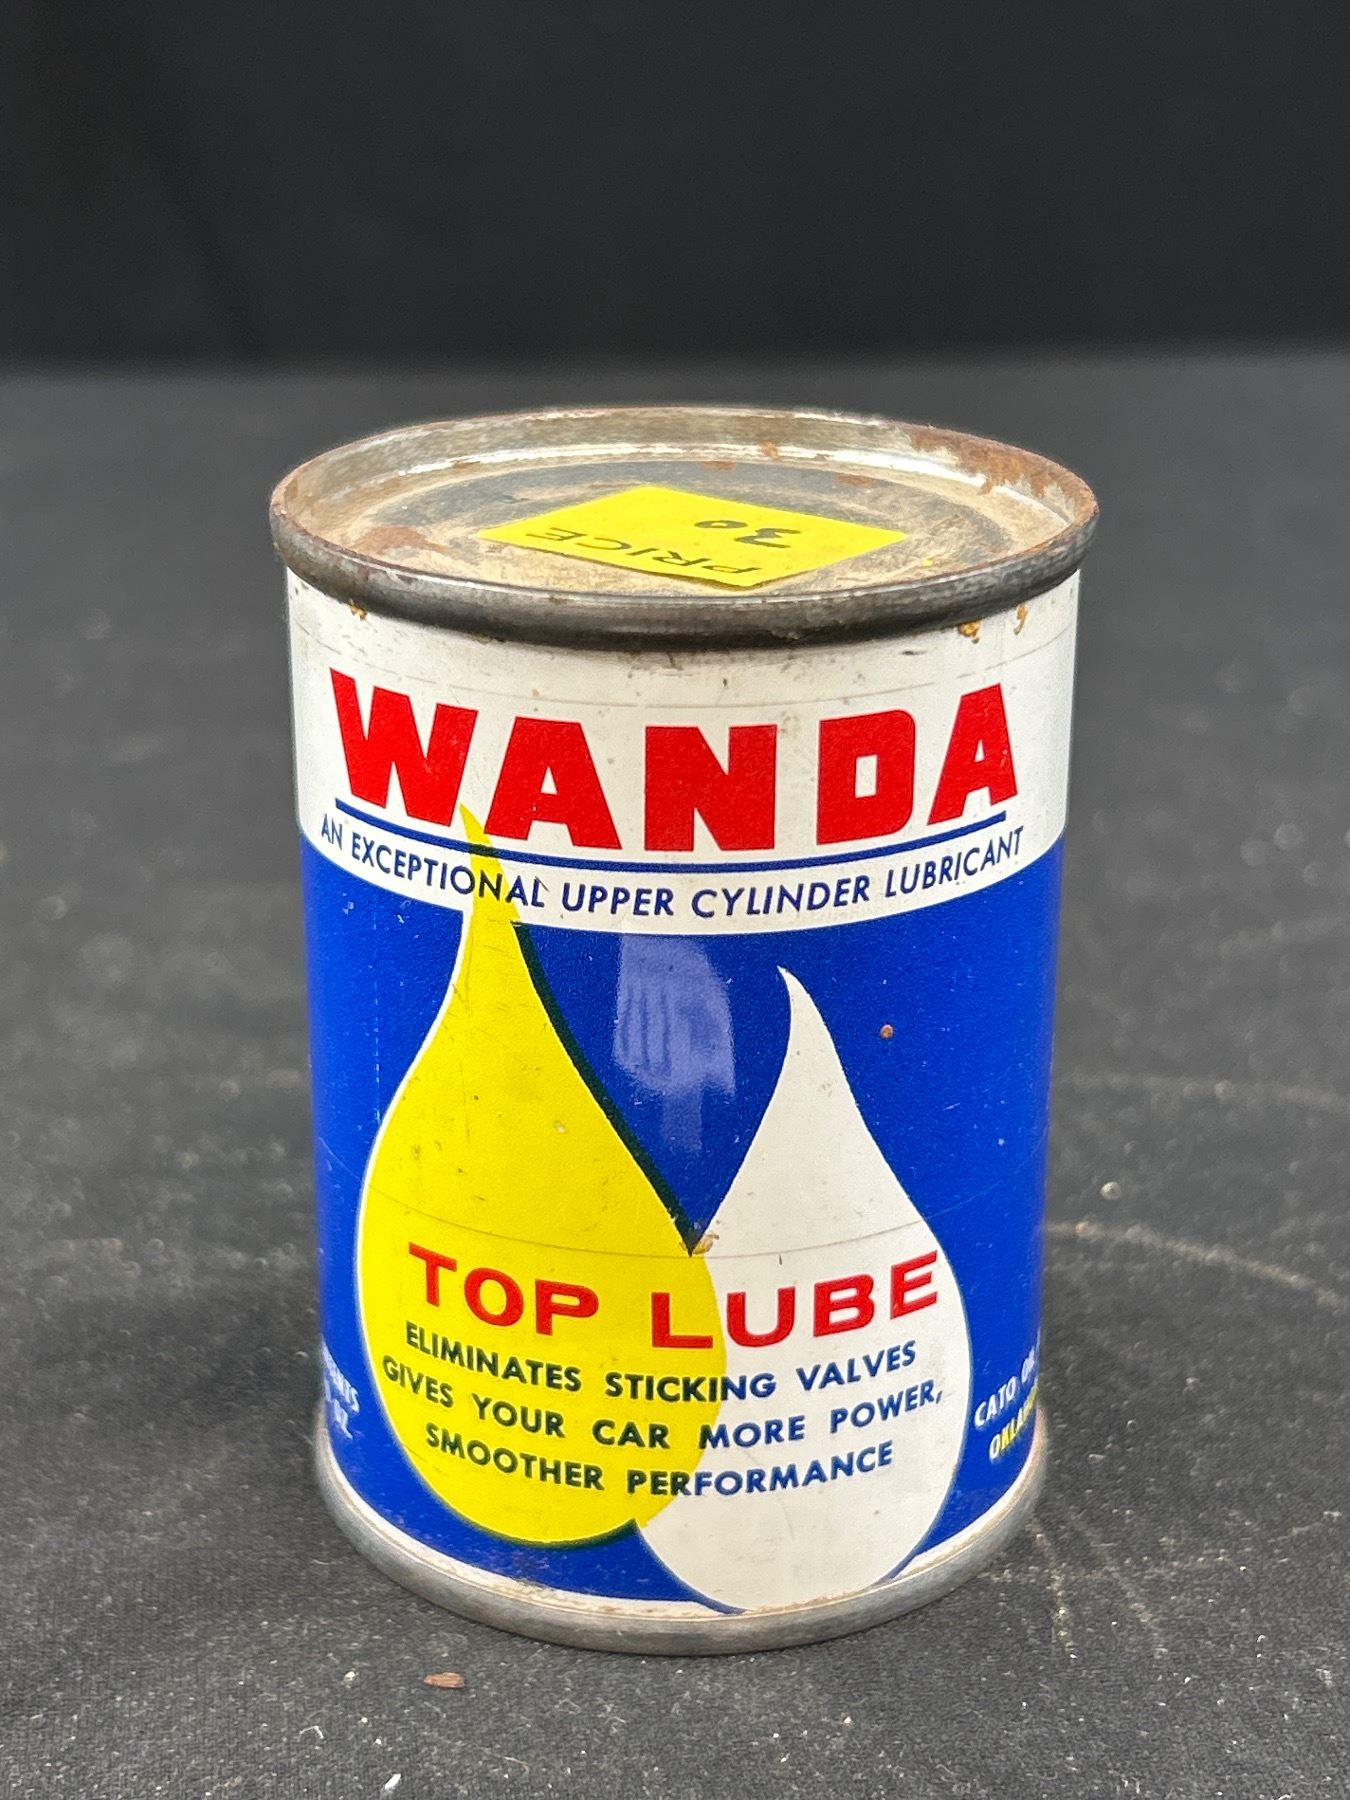 PRICE
30
WANDA
AN EXCEPTIONAL UPPER CYLINDER LUBRICANT
TOP LUBE
ELIMINATES STICKING VALVES
GIVES YOUR CAR MORE POWER,
SMOOTHER PERFORMANCE
CATO